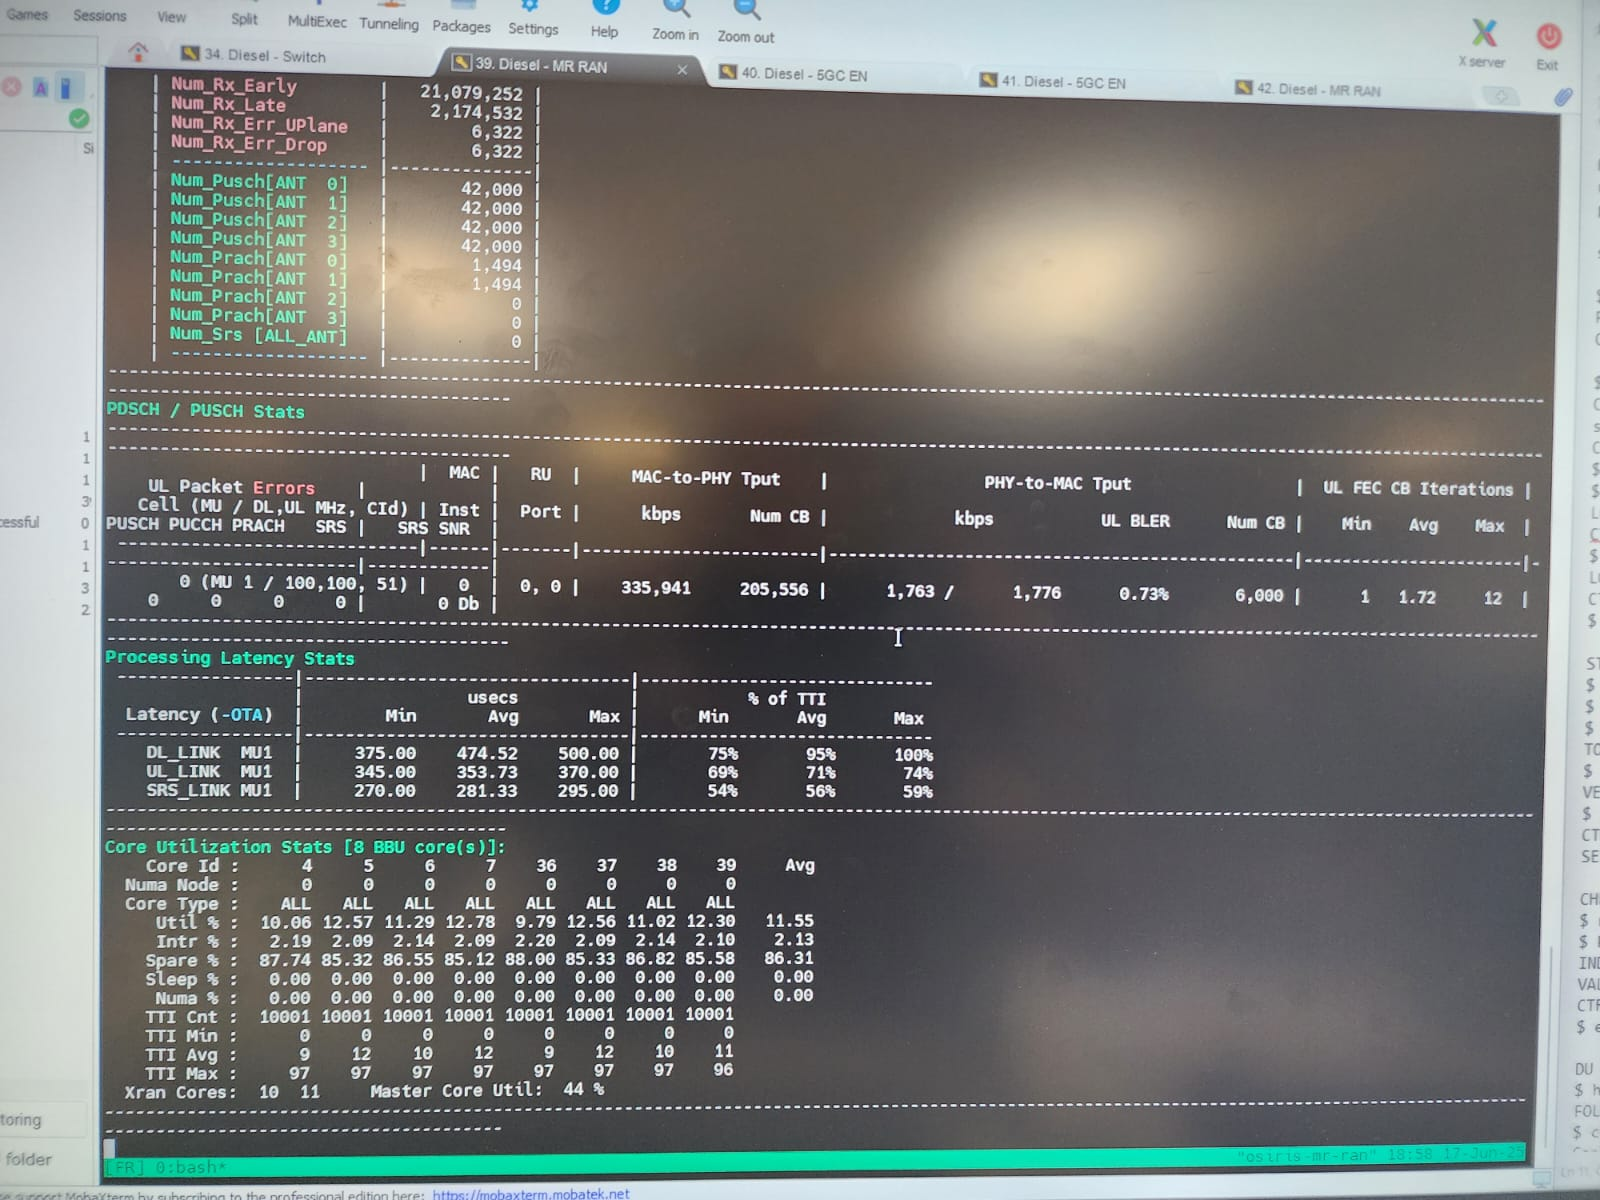 Games Sessions View Split MultiExec Tunneling Packages Settings Help Zoom in Zoom out X server Exit
34. Diesel - Switch 39. Diesel - MR RAN × 40. Diesel - 5GC EN 41. Diesel - 5GC EN 42. Diesel - MR RAN
| Num_Rx_Early | 21,079,252 |
| Num_Rx_Late | 2,174,532 |
| Num_Rx_Err_UPlane | 6,322 |
| Num_Rx_Err_Drop | 6,322 |
| Num_Pusch[ANT 0] | 42,000 |
| Num_Pusch[ANT 1] | 42,000 |
| Num_Pusch[ANT 2] | 42,000 |
| Num_Pusch[ANT 3] | 42,000 |
| Num_Prach[ANT 0] | 1,494 |
| Num_Prach[ANT 1] | 1,494 |
| Num_Prach[ANT 2] | 0 |
| Num_Prach[ANT 3] | 0 |
| Num_Srs [ALL_ANT] | 0 |
PDSCH / PUSCH Stats
| MAC | RU | MAC-to-PHY Tput | PHY-to-MAC Tput | UL FEC CB Iterations |
UL Packet Errors |
Cell (MU / DL,UL MHz, CId) | Inst | Port | kbps Num CB | kbps UL BLER Num CB | Min Avg Max |
PUSCH PUCCH PRACH SRS | SRS SNR
0 (MU 1 / 100,100, 51) | 0 | 0, 0 | 335,941 205,556 | 1,763 / 1,776 0.73% 6,000 | 1 1.72 12 |
0 0 0 0 | 0 Db |
Processing Latency Stats
usecs % of TTI
Latency (-OTA) | Min Avg Max | Min Avg Max
DL_LINK MU1 | 375.00 474.52 500.00 | 75% 95% 100%
UL_LINK MU1 | 345.00 353.73 370.00 | 69% 71% 74%
SRS_LINK MU1 | 270.00 281.33 295.00 | 54% 56% 59%
Core Utilization Stats [8 BBU core(s)]:
Core Id : 4 5 6 7 36 37 38 39 Avg
Numa Node : 0 0 0 0 0 0 0 0
Core Type : ALL ALL ALL ALL ALL ALL ALL ALL
Util % : 10.06 12.57 11.29 12.78 9.79 12.56 11.02 12.30 11.55
Intr % : 2.19 2.09 2.14 2.09 2.20 2.09 2.14 2.10 2.13
Spare % : 87.74 85.32 86.55 85.12 88.00 85.33 86.82 85.58 86.31
Sleep % : 0.00 0.00 0.00 0.00 0.00 0.00 0.00 0.00 0.00
Numa % : 0.00 0.00 0.00 0.00 0.00 0.00 0.00 0.00 0.00
TTI Cnt : 10001 10001 10001 10001 10001 10001 10001 10001
TTI Min : 0 0 0 0 0 0 0 0
TTI Avg : 9 12 10 12 9 12 10 11
TTI Max : 97 97 97 97 97 97 97 96
Xran Cores: 10 11 Master Core Util: 44 %
[FR] 0:bash* "osiris-mr-ran" 18:58 17-Jun-25
support MobaXterm by subscribing to the professional edition here: https://mobaxterm.mobatek.net